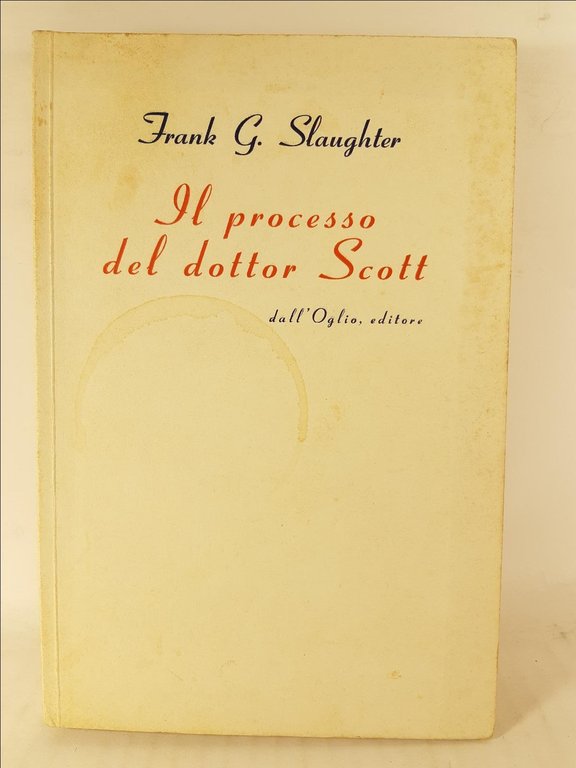 Frank G. Slaughter
Il processo
del dottor Scott
dall'Oglio, editore